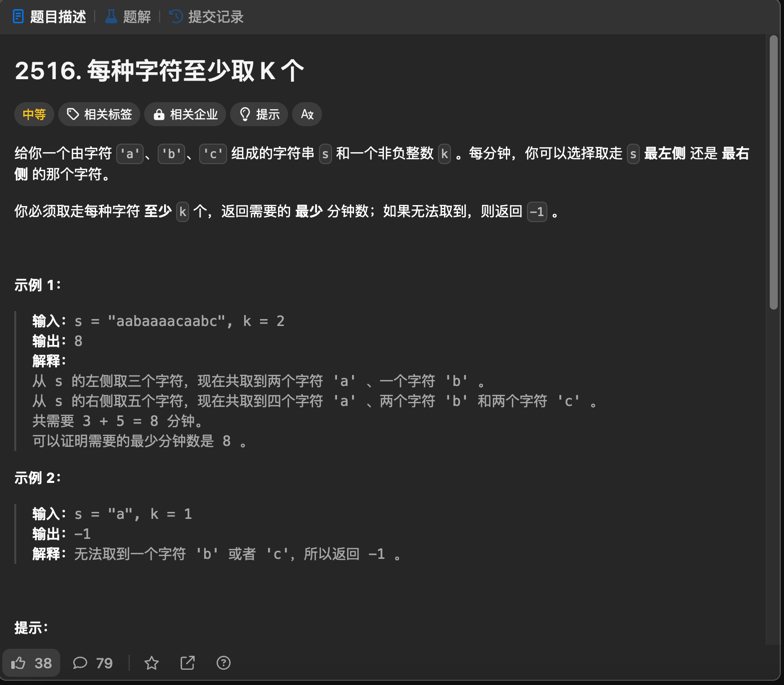 题目描述 题解 提交记录
2516. 每种字符至少取 K 个
中等 相关标签 相关企业 提示 Aぇ
给你一个由字符 'a'、'b'、'c' 组成的字符串 s 和一个非负整数 k 。每分钟，你可以选择取走 s 最左侧 还是 最右
侧 的那个字符。
你必须取走每种字符 至少 k 个，返回需要的 最少 分钟数；如果无法取到，则返回 -1 。
示例 1：
输入：s = "aabaaaacaabc", k = 2
输出：8
解释：
从 s 的左侧取三个字符，现在共取到两个字符 'a' 、一个字符 'b' 。
从 s 的右侧取五个字符，现在共取到四个字符 'a' 、两个字符 'b' 和两个字符 'c' 。
共需要 3 + 5 = 8 分钟。
可以证明需要的最少分钟数是 8 。
示例 2：
输入：s = "a", k = 1
输出：-1
解释：无法取到一个字符 'b' 或者 'c'，所以返回 -1 。
提示：
38 79